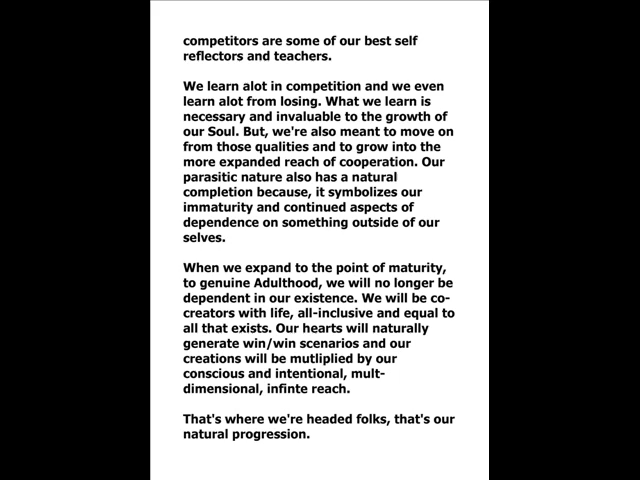 competitors are some of our best self
reflectors and teachers.
We learn alot in competition and we even
learn alot from losing. What we learn is
necessary and invaluable to the growth of
our Soul. But, we're also meant to move on
from those qualities and to grow into the
more expanded reach of cooperation. Our
parasitic nature also has a natural
completion because, it symbolizes our
immaturity and continued aspects of
dependence on something outside of our
selves.
When we expand to the point of maturity,
to genuine Adulthood, we will no longer be
dependent in our existence. We will be co-
creators with life, all-inclusive and equal to
all that exists. Our hearts will naturally
generate win/win scenarios and our
creations will be mutliplied by our
conscious and intentional, mult-
dimensional, infinte reach.
That's where we're headed folks, that's our
natural progression.